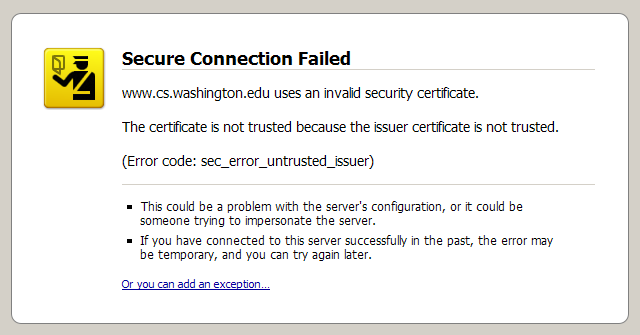 Secure Connection Failed
www.cs.washington.edu uses an invalid security certificate.
The certificate is not trusted because the issuer certificate is not trusted.
(Error code: sec_error_untrusted_issuer)
This could be a problem with the server's configuration, or it could be
someone trying to impersonate the server.
If you have connected to this server successfully in the past, the error may
be temporary, and you can try again later.
Or you can add an exception...